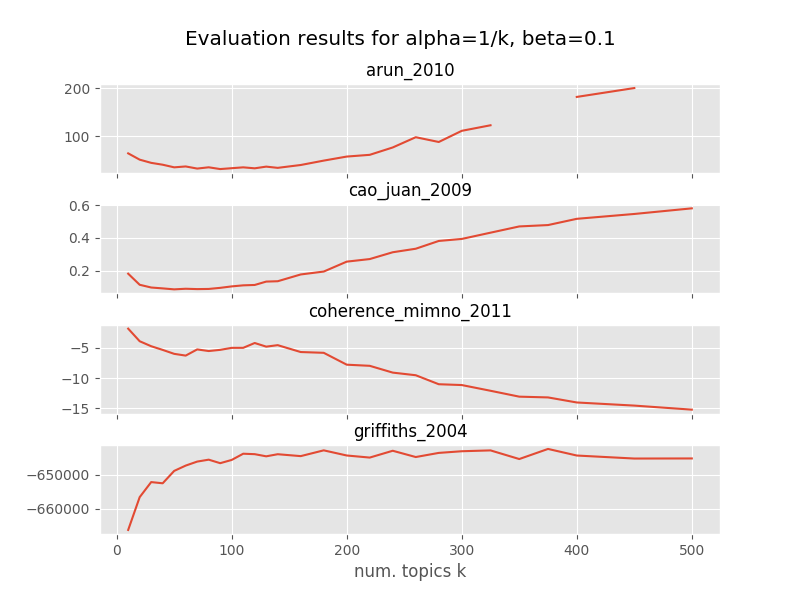 Evaluation results for alpha=1/k, beta=0.1
arun_2010
200
100
cao_juan_2009
0.6
0.4
0.2
coherence_mimno_2011
−5
−10
−15
griffiths_2004
−650000
−660000
0 100 200 300 400 500
num. topics k